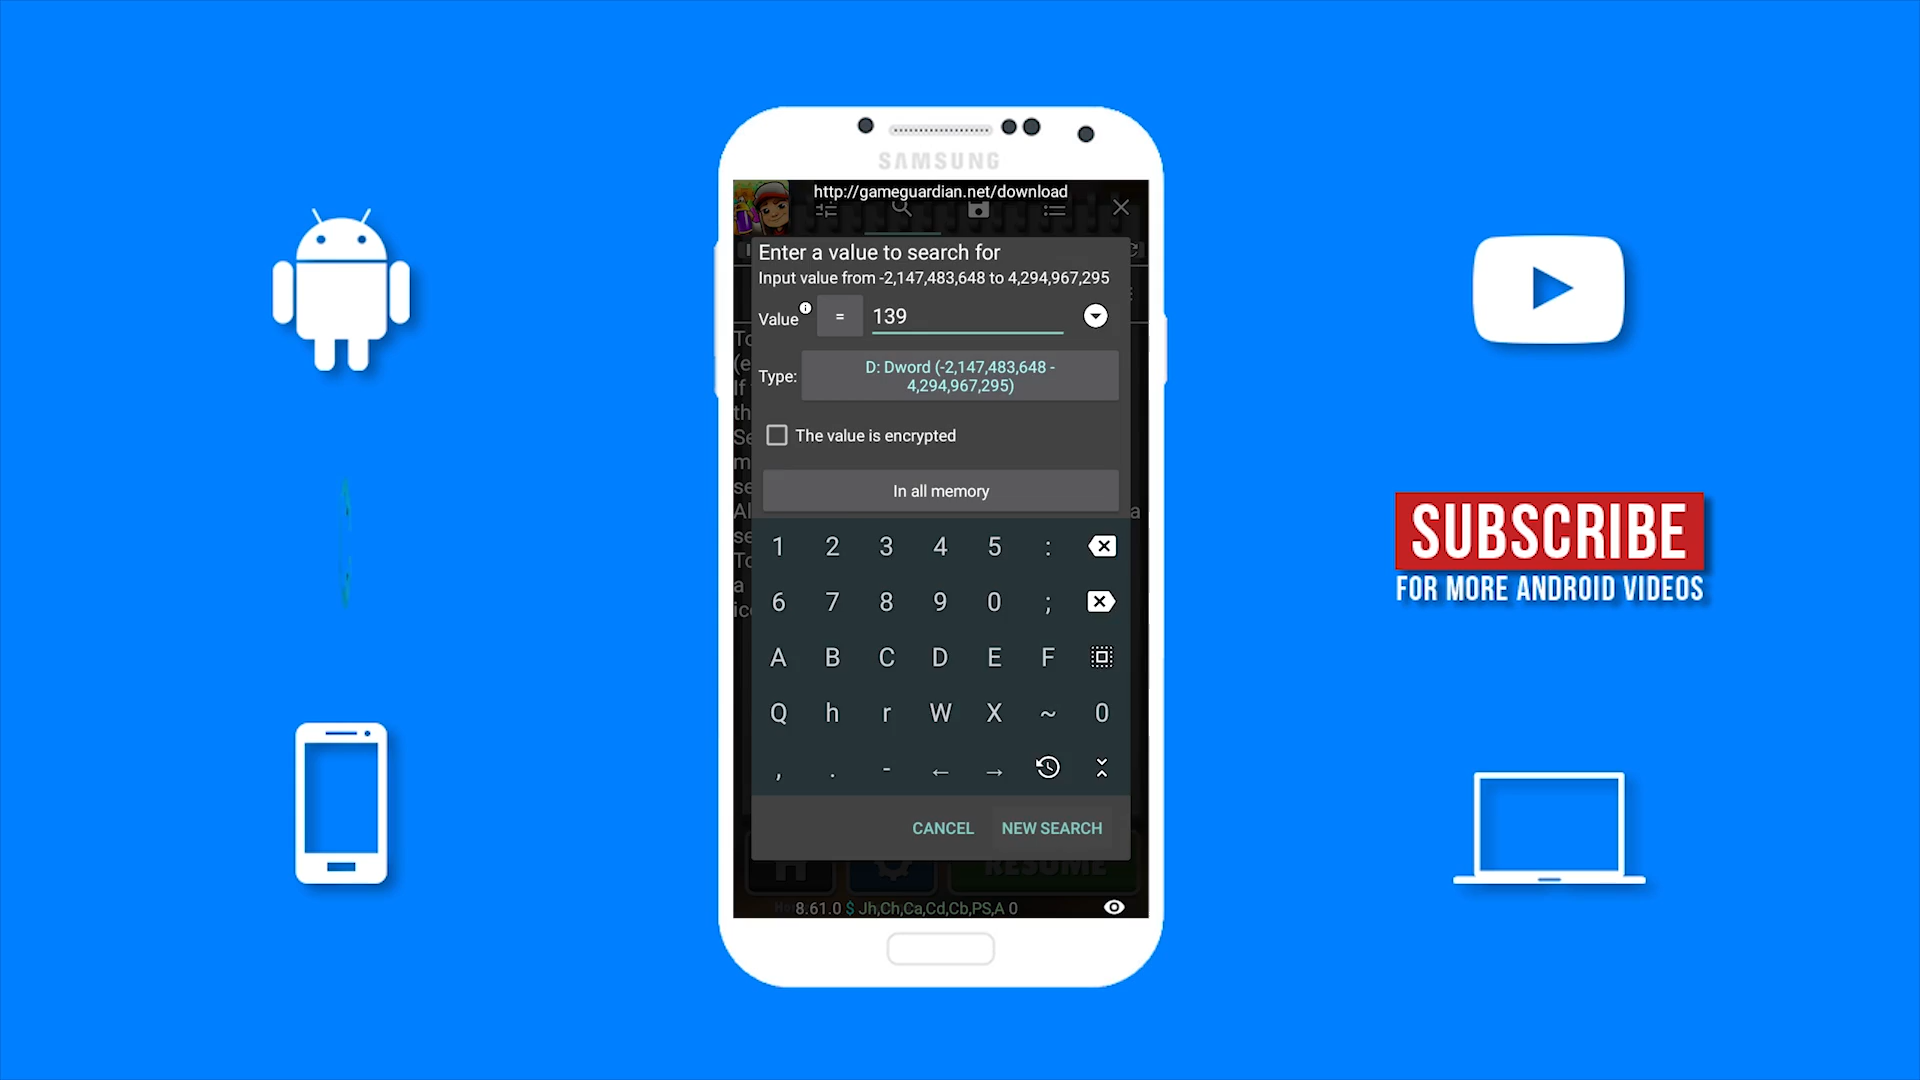 SAMSUNG
http://gameguardian.net/download
Enter a value to search for
Input value from -2,147,483,648 to 4,294,967,295
Value
=
139
Type:
D: Dword (-2,147,483,648 -
4,294,967,295)
The value is encrypted
In all memory
1 2 3 4 5 :
6 7 8 9 0 ;
A B C D E F
Q h r W X ~ 0
, . - ← →
CANCEL
NEW SEARCH
RESUME
8.61.0 $ Jh,Ch,Ca,Cd,Cb,PS,A 0
SUBSCRIBE
FOR MORE ANDROID VIDEOS